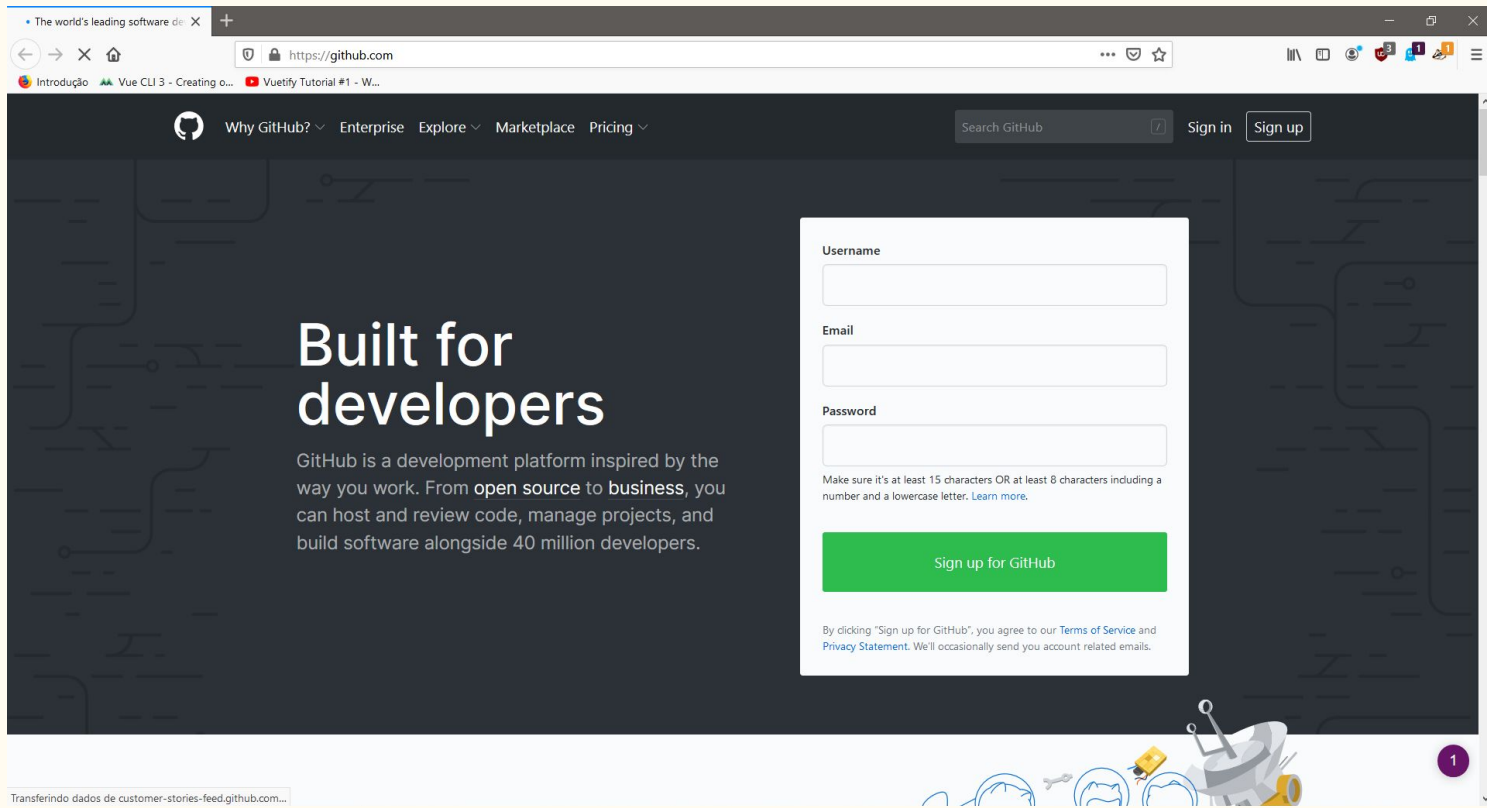 • The world's leading software de
https://github.com
3
1
1
Introdução Vue CLI 3 - Creating o... Vuetify Tutorial #1 - W...
Why GitHub? Enterprise Explore Marketplace Pricing
Search GitHub / Sign in Sign up
Username
Email
Built for
developers
Password
GitHub is a development platform inspired by the
way you work. From open source to business, you
can host and review code, manage projects, and
build software alongside 40 million developers.
Make sure it's at least 15 characters OR at least 8 characters including a
number and a lowercase letter. Learn more.
Sign up for GitHub
By clicking "Sign up for GitHub", you agree to our Terms of Service and
Privacy Statement. We'll occasionally send you account related emails.
1
Transferindo dados de customer-stories-feed.github.com...